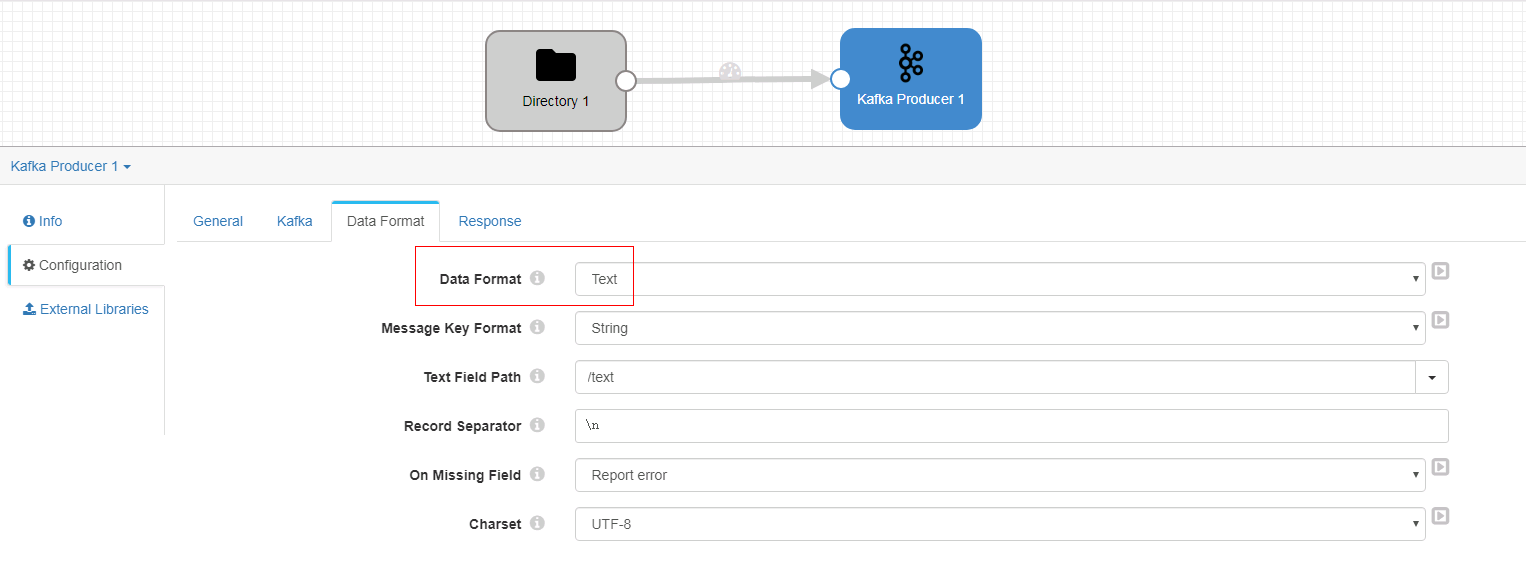 Directory 1
Kafka Producer 1
Kafka Producer 1
Info
Configuration
External Libraries
General Kafka Data Format Response
Data Format Text
Message Key Format String
Text Field Path /text
Record Separator \n
On Missing Field Report error
Charset UTF-8